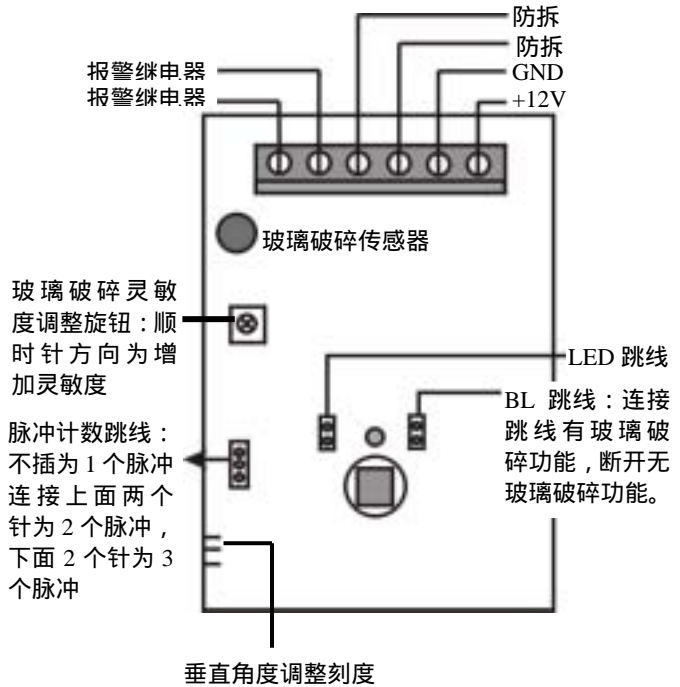 防拆
防拆
报警继电器
GND
报警继电器
+12V
玻璃破碎传感器
玻璃破碎灵敏
度调整旋钮：顺
时针方向为增
加灵敏度
LED 跳线
BL 跳线：连接
跳线有玻璃破
碎功能，断开无
玻璃破碎功能。
脉冲计数跳线：
不插为 1 个脉冲
连接上面两个
针为 2 个脉冲，
下面 2 个针为 3
个脉冲
垂直角度调整刻度